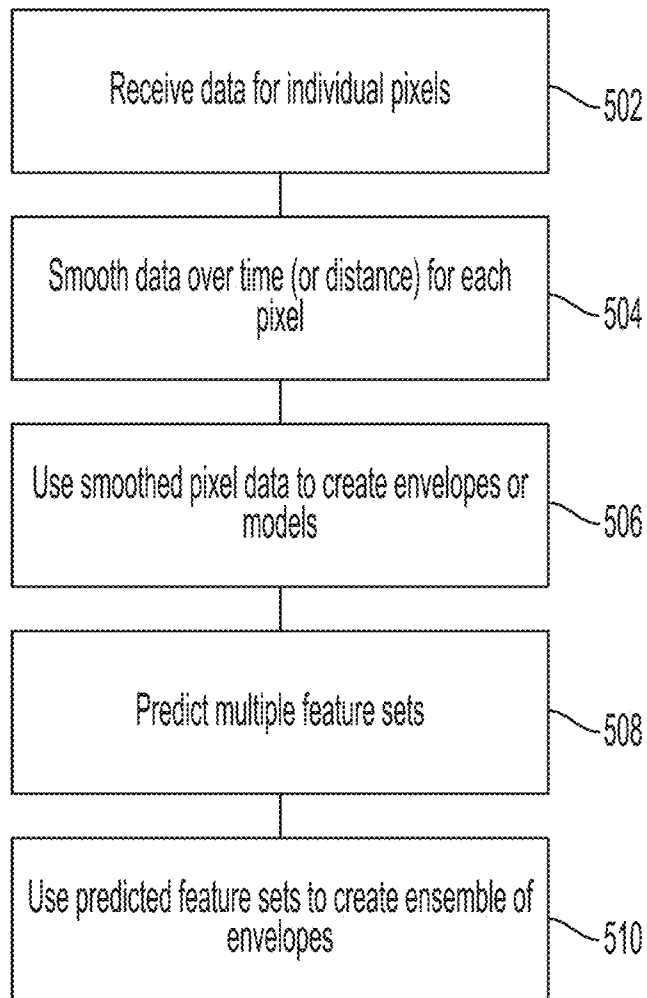 Receive data for individual pixels
502
Smooth data over time (or distance) for each
pixel
504
Use smoothed pixel data to create envelopes or
models
506
Predict multiple feature sets
508
Use predicted feature sets to create ensemble of
envelopes
510